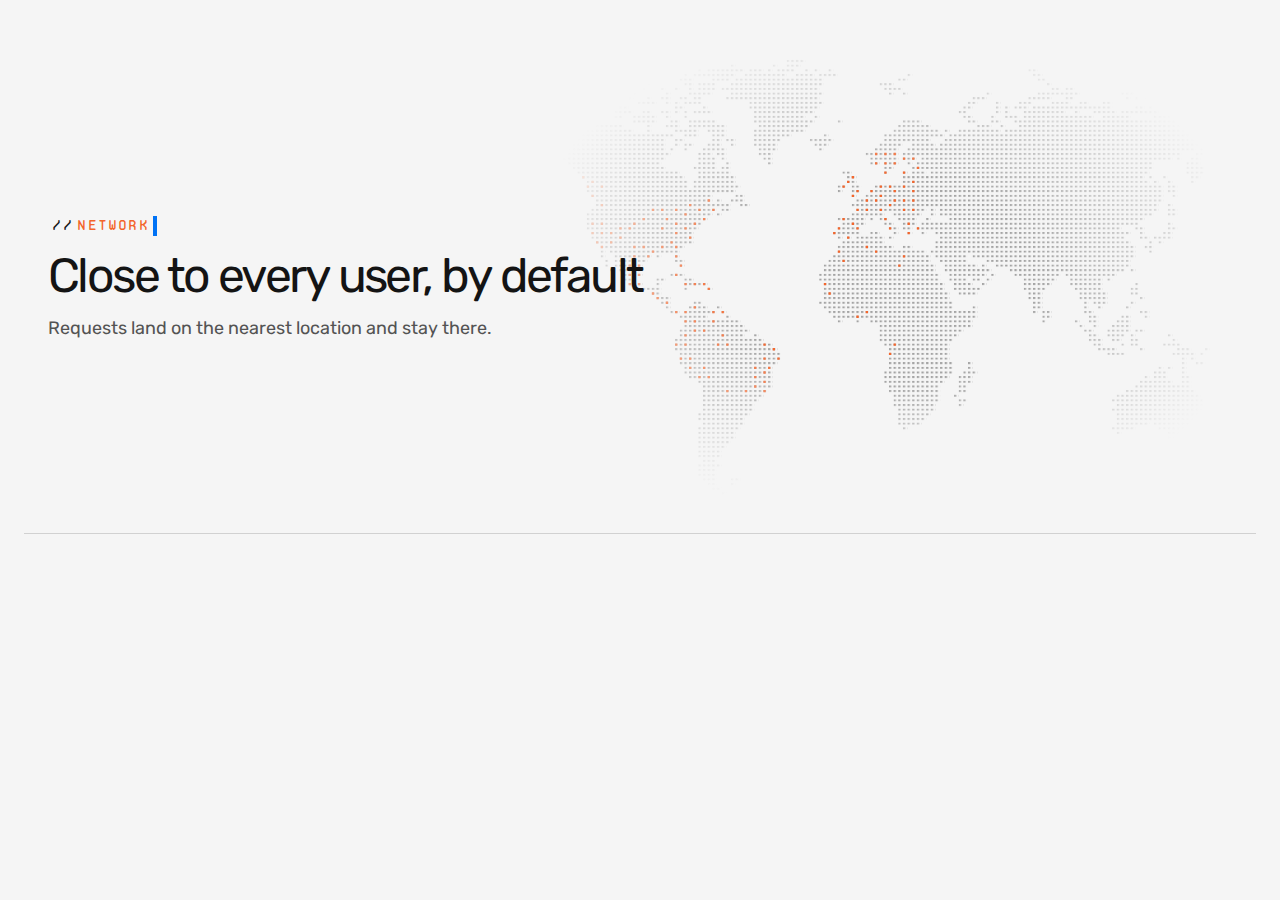 NETWORK
Close to every user, by default
Requests land on the nearest location and stay there.